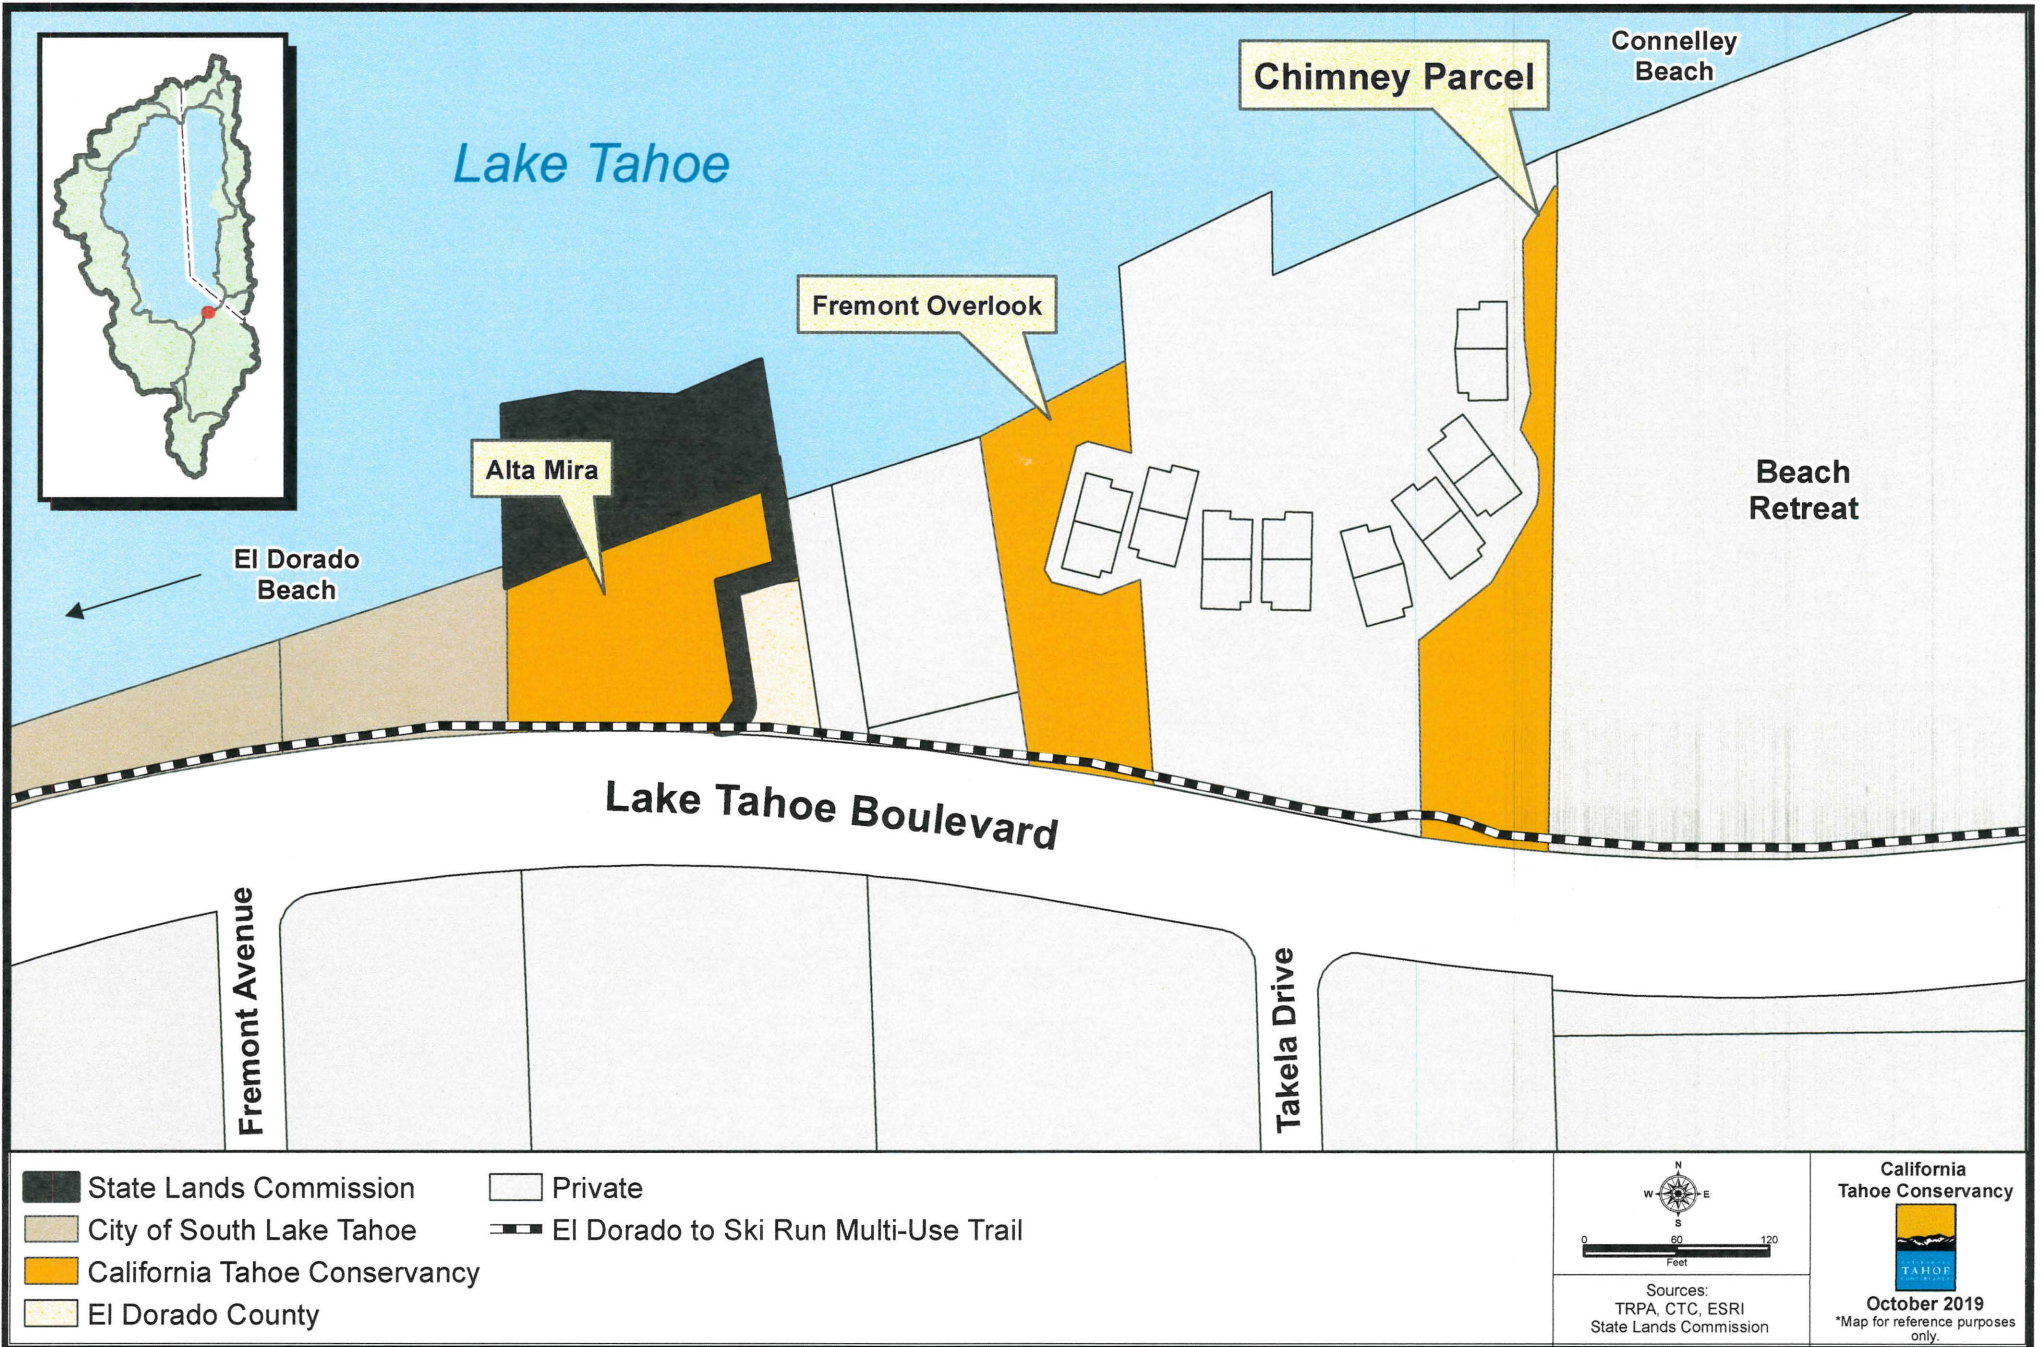 Connelley
Beach
Chimney Parcel
Lake Tahoe
Fremont Overlook
Alta Mira
Beach
Retreat
El Dorado
Beach
Lake Tahoe Boulevard
Fremont Avenue
Takela Drive
State Lands Commission
City of South Lake Tahoe
California Tahoe Conservancy
El Dorado County
Private
El Dorado to Ski Run Multi-Use Trail
N
W E
S
0 60 120
Feet
Sources:
TRPA, CTC, ESRI
State Lands Commission
California
Tahoe Conservancy
TAHOE
October 2019
*Map for reference purposes
only.